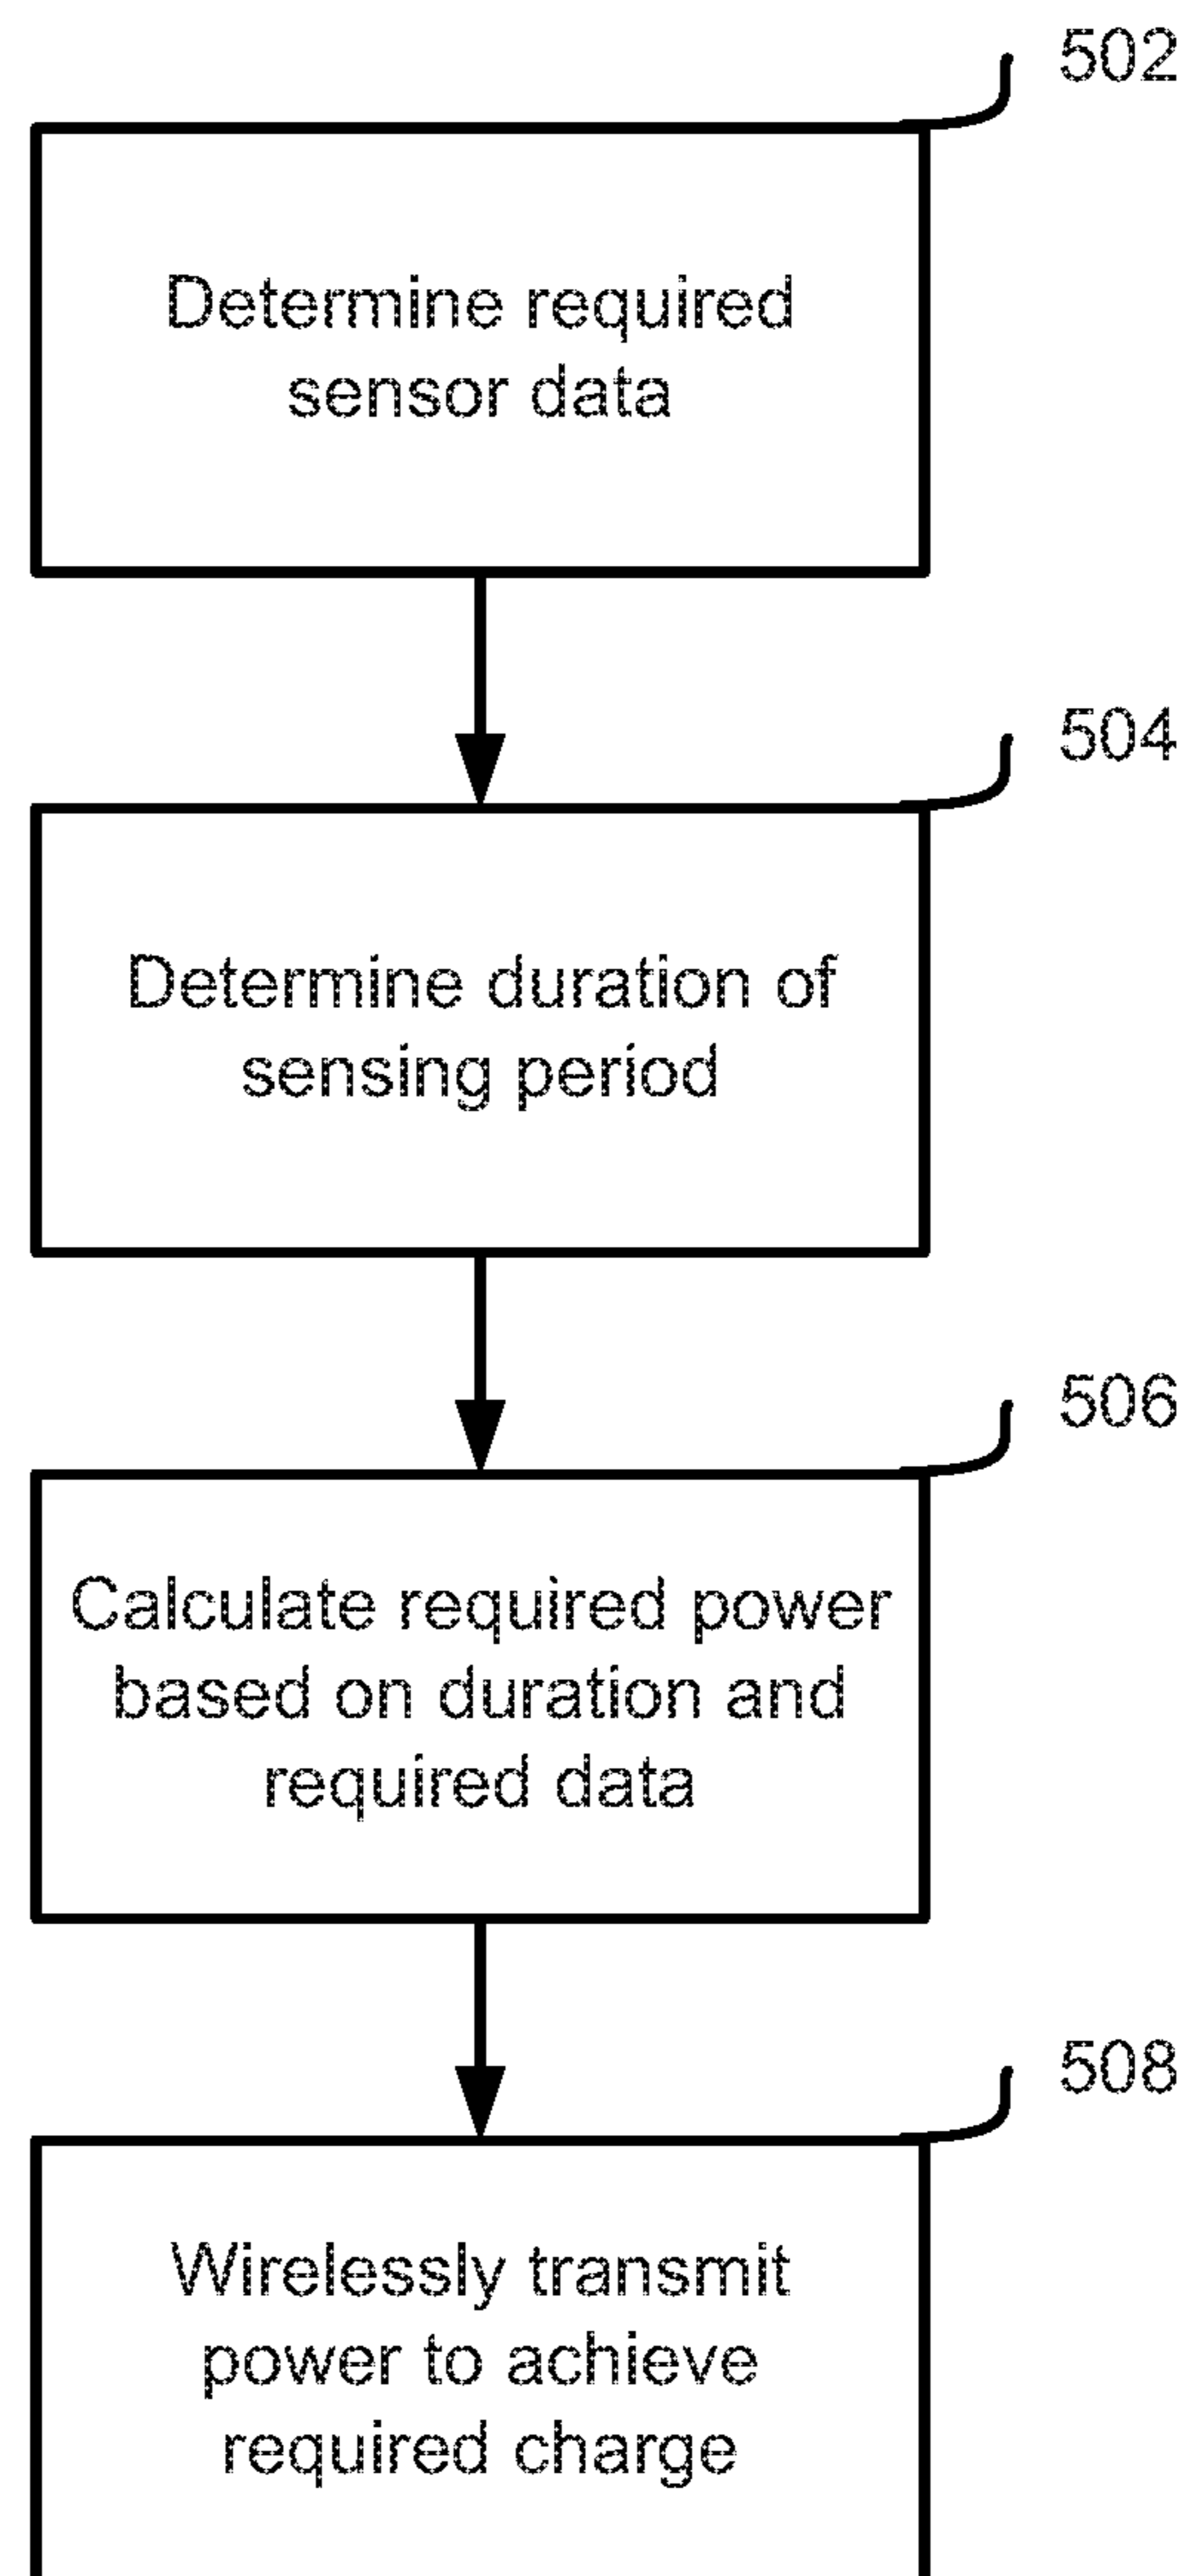 502
Determine required
sensor data
504
Determine duration of
sensing period
506
Calculate required power
based on duration and
required data
508
Wirelessly transmit
power to achieve
required charge